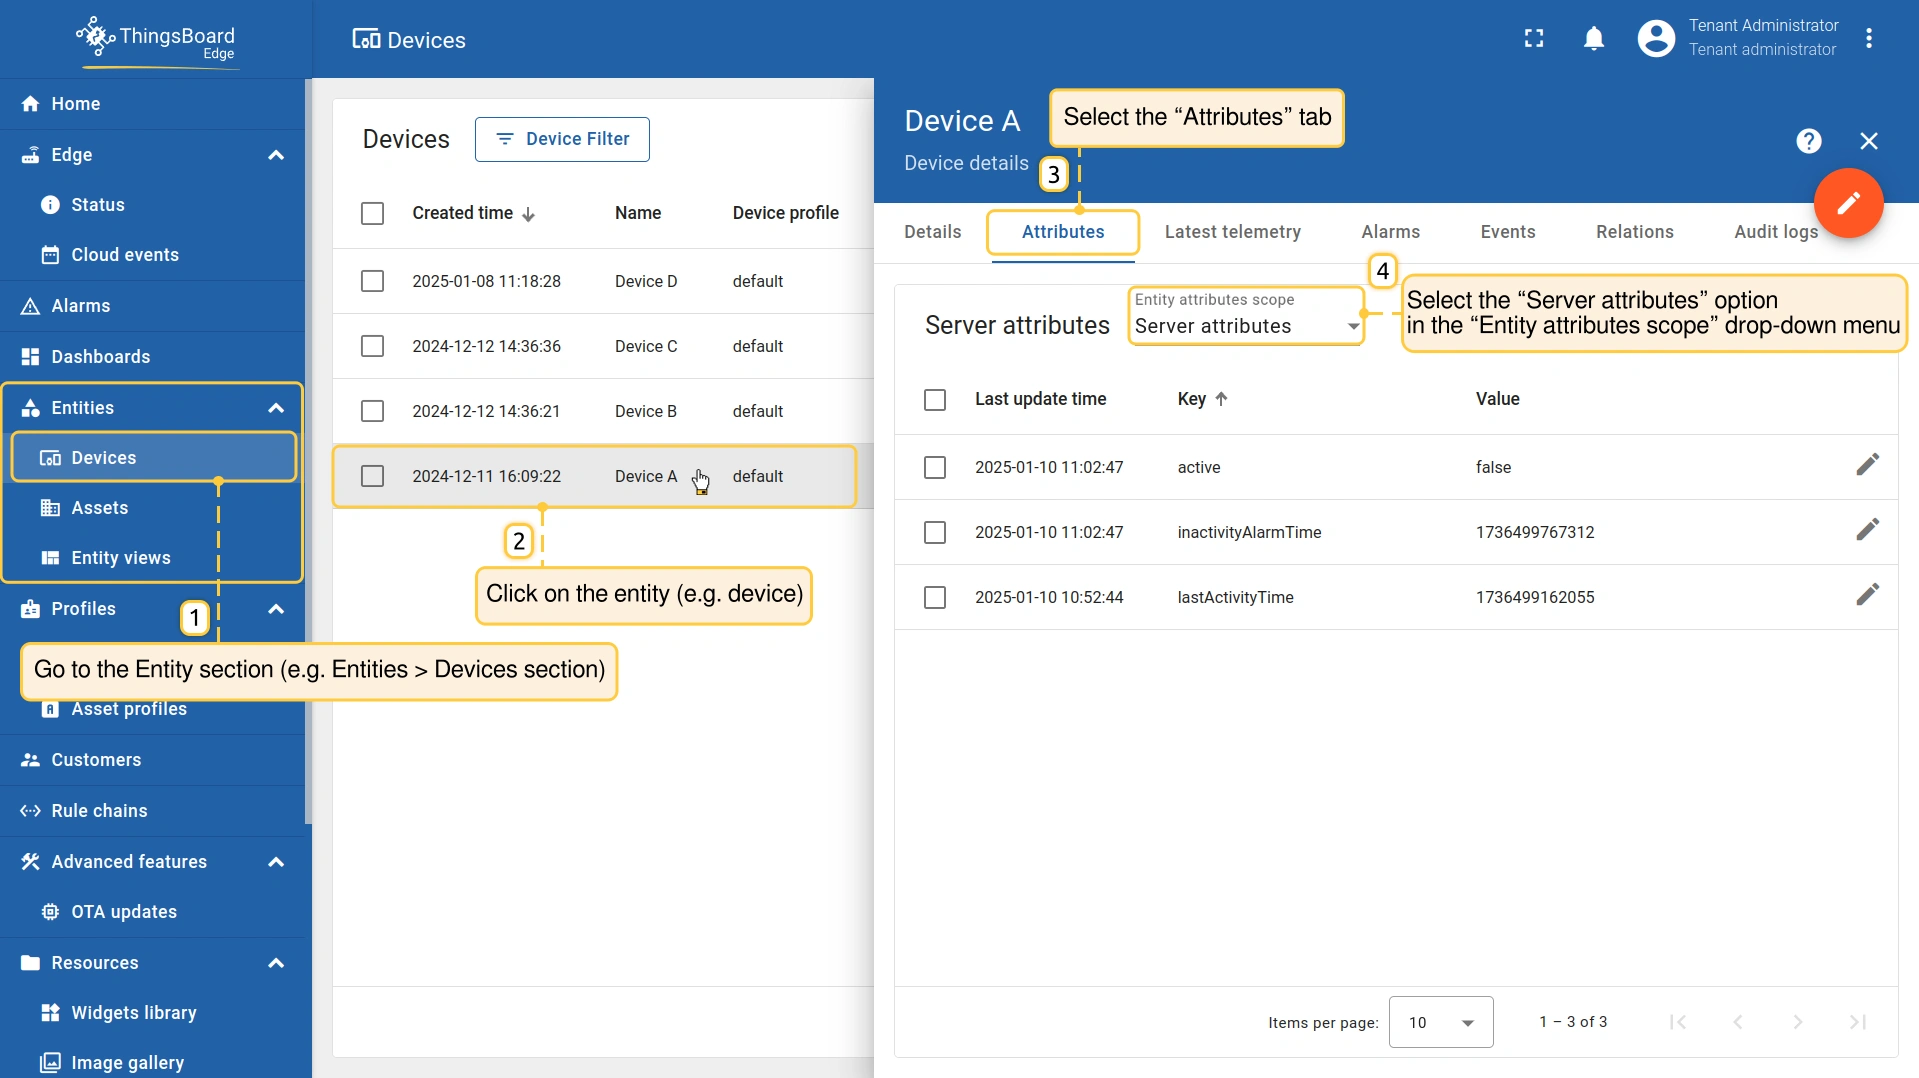 ThingsBoard
Edge
Devices
Tenant Administrator
Tenant administrator
Home
Edge
Status
Cloud events
Alarms
Dashboards
Entities
Devices
Assets
Entity views
Profiles
1
Go to the Entity section (e.g. Entities > Devices section)
Asset profiles
Customers
Rule chains
Advanced features
OTA updates
Resources
Widgets library
Image gallery
Devices
Device Filter
Created time Name Device profile
2025-01-08 11:18:28 Device D default
2024-12-12 14:36:36 Device C default
2024-12-12 14:36:21 Device B default
2024-12-11 16:09:22 Device A default
2
Click on the entity (e.g. device)
Device A
Device details
Select the “Attributes” tab
3
Details Attributes Latest telemetry Alarms Events Relations Audit logs
4
Select the “Server attributes” option
in the “Entity attributes scope” drop-down menu
Server attributes
Entity attributes scope
Server attributes
Last update time Key Value
2025-01-10 11:02:47 active false
2025-01-10 11:02:47 inactivityAlarmTime 1736499767312
2025-01-10 10:52:44 lastActivityTime 1736499162055
Items per page: 10 1 – 3 of 3